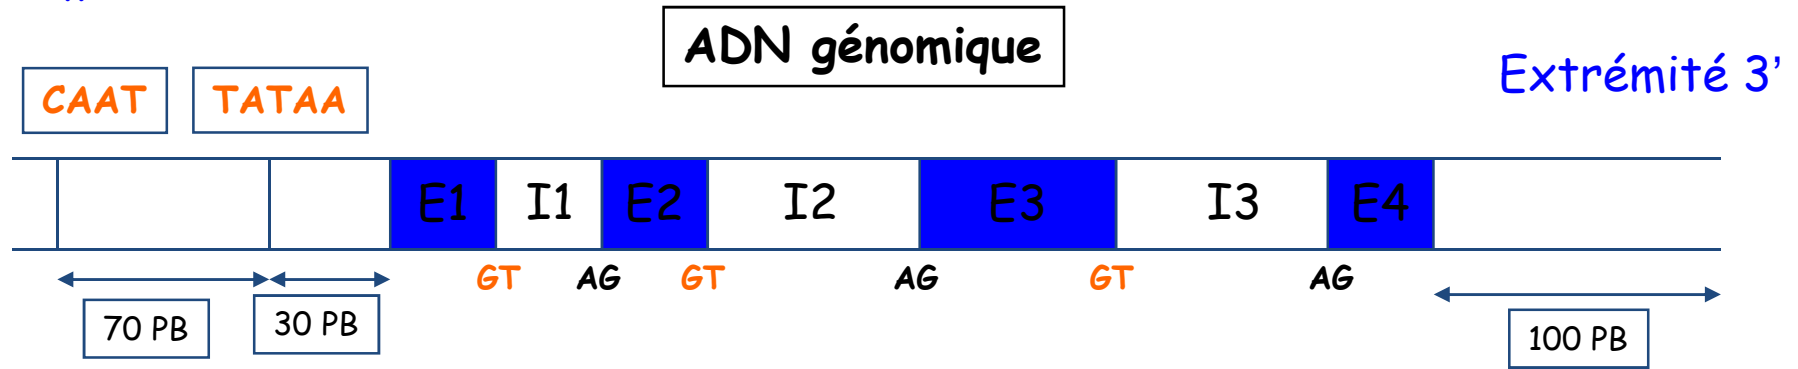 ADN génomique
Extrémité 3’
CAAT TATAA
E1 I1 E2 I2 E3 I3 E4
GT AG GT AG GT AG
70 PB 30 PB 100 PB